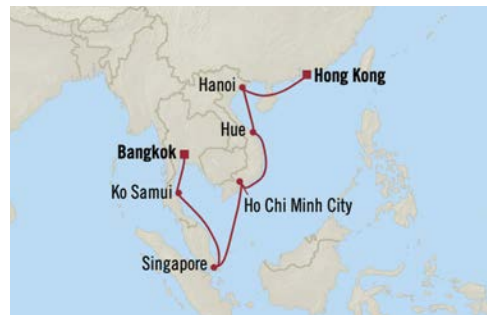 Hong Kong
Hanoi
Hue
Bangkok
Ko Samui
Ho Chi Minh City
Singapore